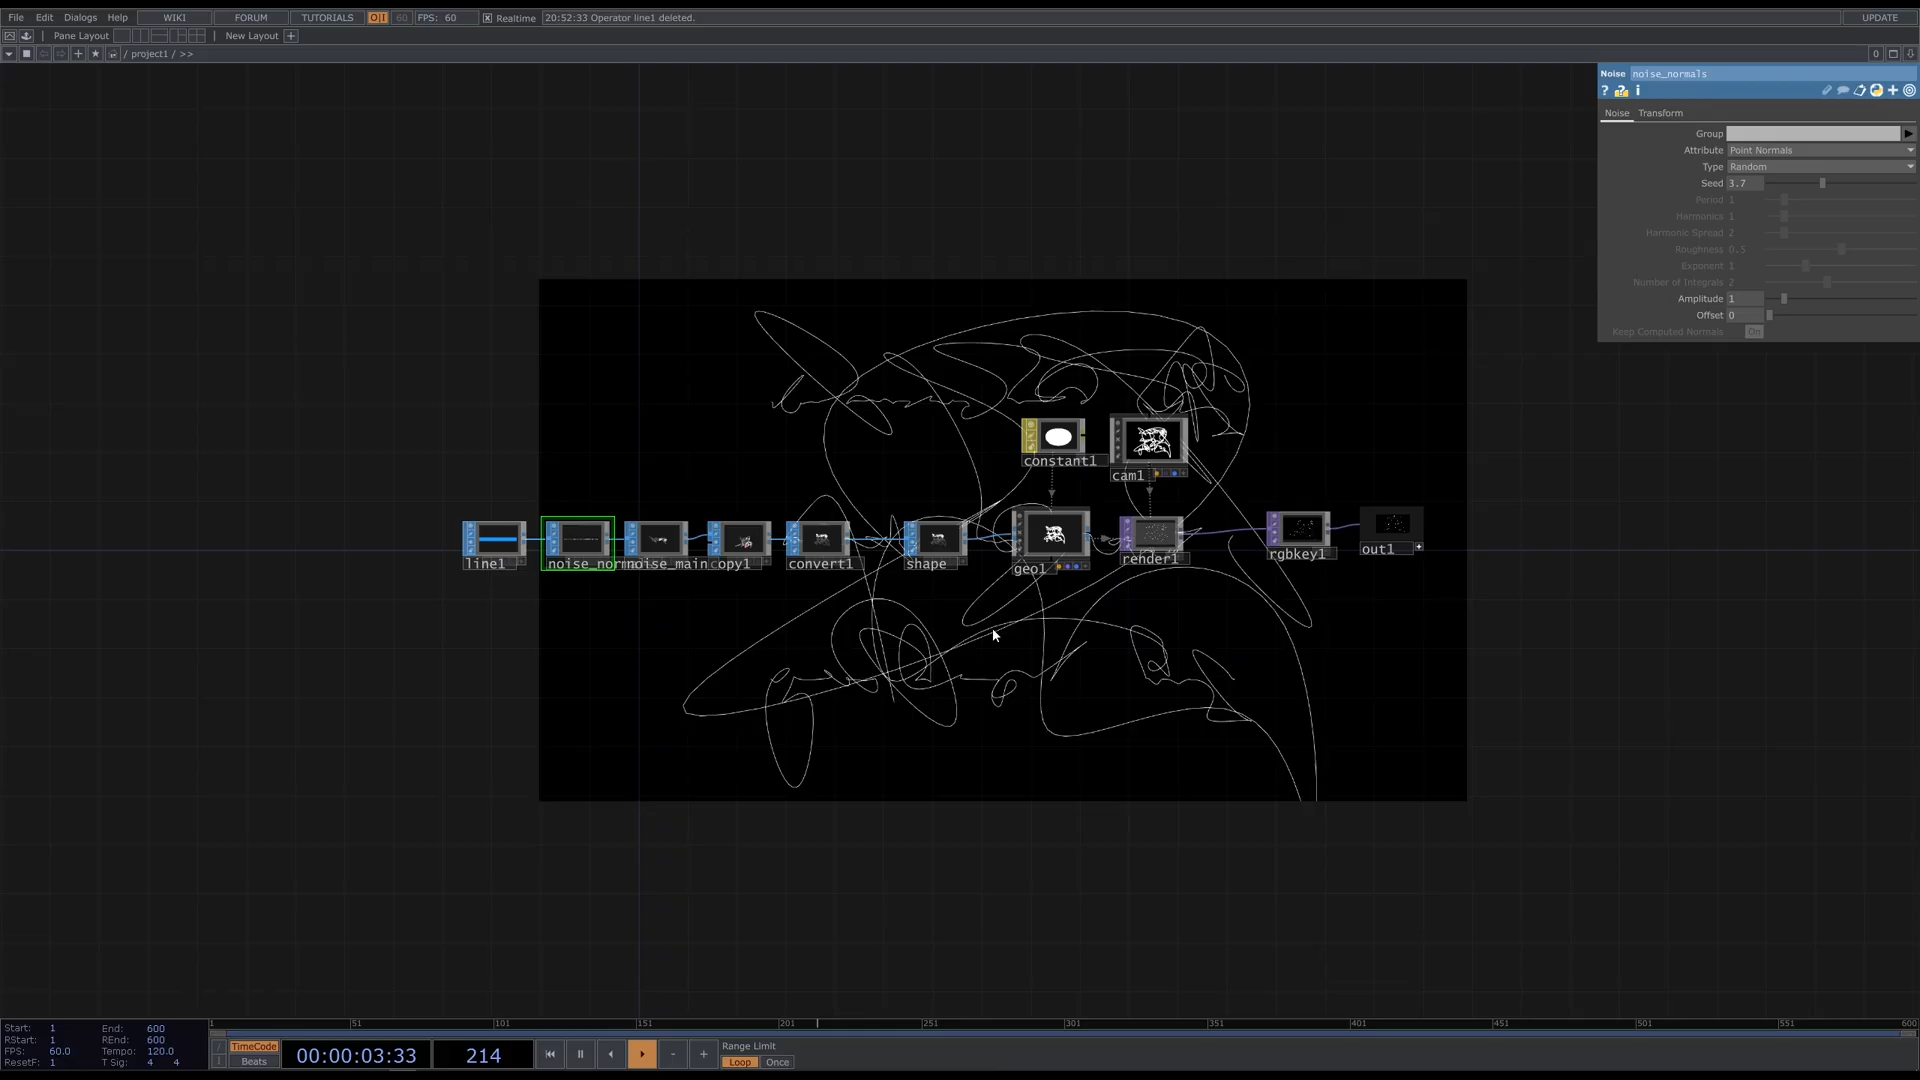 File Edit Dialogs Help WIKI FORUM TUTORIALS O|I 60 FPS: 60 Realtime 20:52:33 Operator line1 deleted. UPDATE
Pane Layout New Layout +
/ project1 / >> 0
Noise noise_normals
Noise Transform
Group
Attribute Point Normals
Type Random
Seed 3.7
Period 1
Harmonics 1
Harmonic Spread 2
Roughness 0.5
Exponent 1
Number of Integrals 2
Amplitude 1
Offset 0
Keep Computed Normals On
constant1
cam1
line1 noise_norm noise_main copy1 convert1 shape geo1 render1 rgbkey1 out1
1 51 101 151 201 251 301 351 401 451 501 551 600
Start: 1 End: 600
RStart: 1 REnd: 600
FPS: 60.0 Tempo: 120.0
ResetF: 1 T Sig: 4 4
TimeCode
Beats
00:00:03:33 214
Range Limit
Loop Once